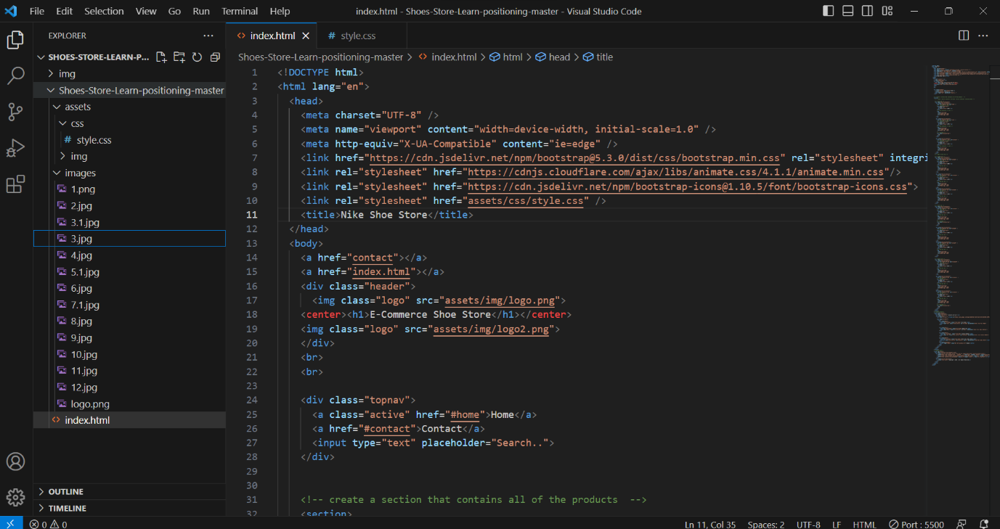 File Edit Selection View Go Run Terminal Help index.html - Shoes-Store-Learn-positioning-master - Visual Studio Code
EXPLORER
SHOES-STORE-LEARN-P...
img
Shoes-Store-Learn-positioning-master
assets
css
# style.css
img
images
1.png
2.jpg
3.1.jpg
3.jpg
4.jpg
5.1.jpg
6.jpg
7.1.jpg
8.jpg
9.jpg
10.jpg
11.jpg
12.jpg
logo.png
<> index.html
OUTLINE
TIMELINE
<> index.html # style.css
Shoes-Store-Learn-positioning-master > <> index.html > html > head > title
1 <!DOCTYPE html>
2 <html lang="en">
3 <head>
4 <meta charset="UTF-8" />
5 <meta name="viewport" content="width=device-width, initial-scale=1.0" />
6 <meta http-equiv="X-UA-Compatible" content="ie=edge" />
7 <link href="https://cdn.jsdelivr.net/npm/bootstrap@5.3.0/dist/css/bootstrap.min.css" rel="stylesheet" integri
8 <link rel="stylesheet" href="https://cdnjs.cloudflare.com/ajax/libs/animate.css/4.1.1/animate.min.css"/>
9 <link rel="stylesheet" href="https://cdn.jsdelivr.net/npm/bootstrap-icons@1.10.5/font/bootstrap-icons.css">
10 <link rel="stylesheet" href="assets/css/style.css" />
11 <title>Nike Shoe Store</title>
12 </head>
13 <body>
14 <a href="contact"></a>
15 <a href="index.html"></a>
16 <div class="header">
17 <img class="logo" src="assets/img/logo.png">
18 <center><h1>E-Commerce Shoe Store</h1></center>
19 <img class="logo" src="assets/img/logo2.png">
20 </div>
21 <br>
22 <br>
23
24 <div class="topnav">
25 <a class="active" href="#home">Home</a>
26 <a href="#contact">Contact</a>
27 <input type="text" placeholder="Search..">
28 </div>
29
30
31 <!-- create a section that contains all of the products -->
32 <section>
0 0 Ln 11, Col 35 Spaces: 2 UTF-8 LF HTML Port : 5500